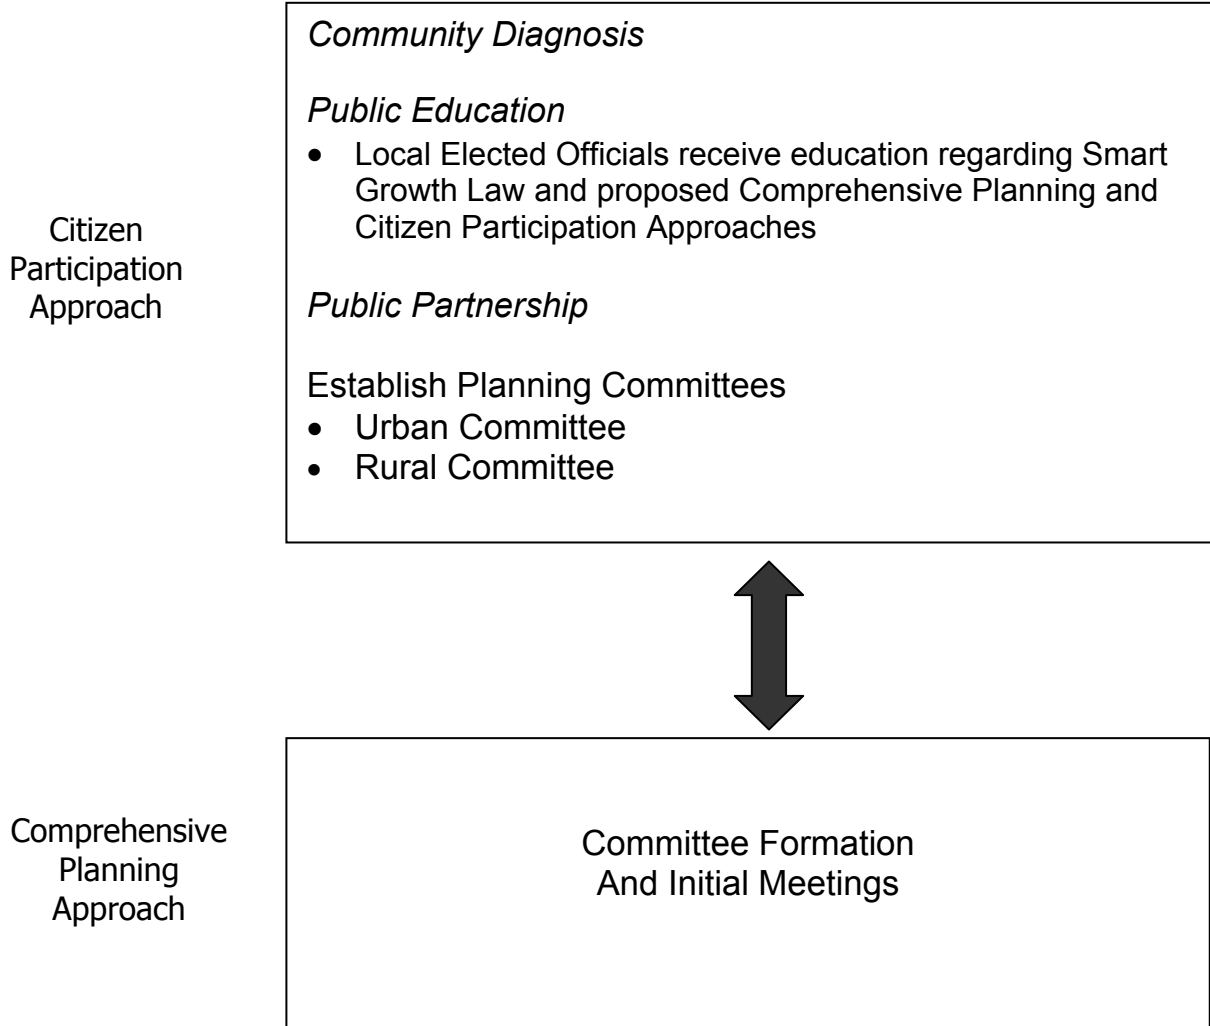 Community Diagnosis
Public Education
• Local Elected Officials receive education regarding Smart
Growth Law and proposed Comprehensive Planning and
Citizen Participation Approaches
Citizen
Participation
Approach
Public Partnership
Establish Planning Committees
• Urban Committee
• Rural Committee
Comprehensive
Planning
Approach
Committee Formation
And Initial Meetings